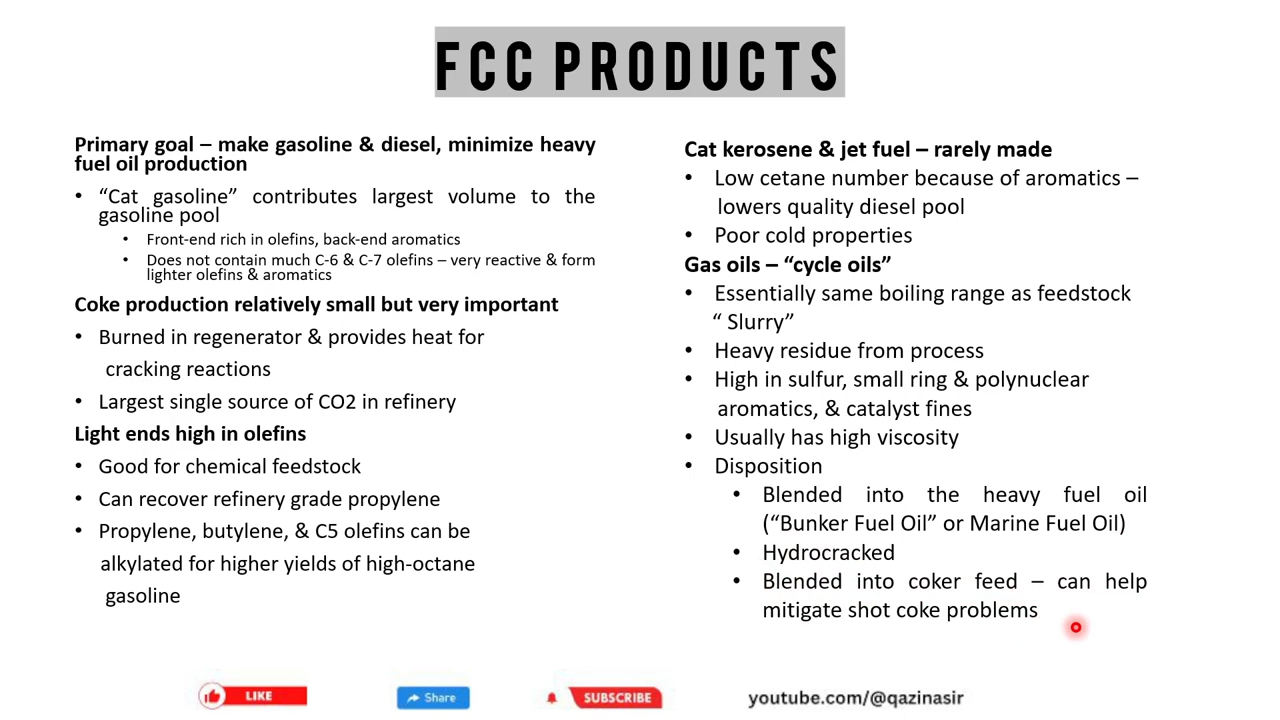 FCC PRODUCTS
Primary goal – make gasoline & diesel, minimize heavy
fuel oil production
• “Cat gasoline” contributes largest volume to the
gasoline pool
• Front-end rich in olefins, back-end aromatics
• Does not contain much C-6 & C-7 olefins – very reactive & form
lighter olefins & aromatics
Coke production relatively small but very important
• Burned in regenerator & provides heat for
cracking reactions
• Largest single source of CO2 in refinery
Light ends high in olefins
• Good for chemical feedstock
• Can recover refinery grade propylene
• Propylene, butylene, & C5 olefins can be
alkylated for higher yields of high-octane
gasoline
Cat kerosene & jet fuel – rarely made
• Low cetane number because of aromatics –
lowers quality diesel pool
• Poor cold properties
Gas oils – “cycle oils”
• Essentially same boiling range as feedstock
“ Slurry”
• Heavy residue from process
• High in sulfur, small ring & polynuclear
aromatics, & catalyst fines
• Usually has high viscosity
• Disposition
• Blended into the heavy fuel oil
(“Bunker Fuel Oil” or Marine Fuel Oil)
• Hydrocracked
• Blended into coker feed – can help
mitigate shot coke problems
LIKE
Share
SUBSCRIBE
youtube.com/@qazinasir